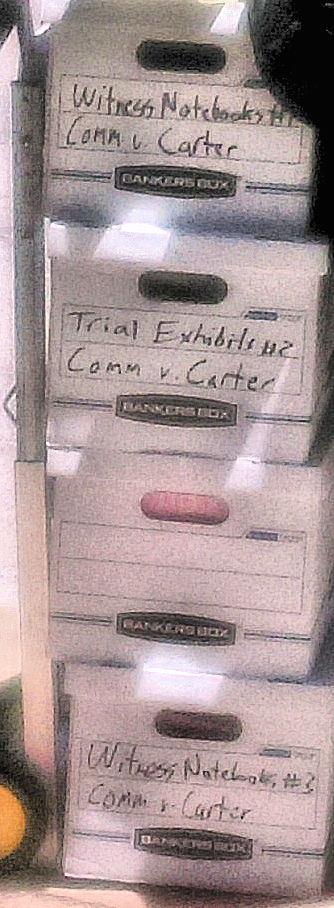 Witness Notebooks #1
Comm v. Carter
BANKERS BOX
Trial Exhibits #2
Comm v. Carter
BANKERS BOX
BANKERS BOX
Witness Notebooks #3
Comm v. Carter
BANKERS BOX